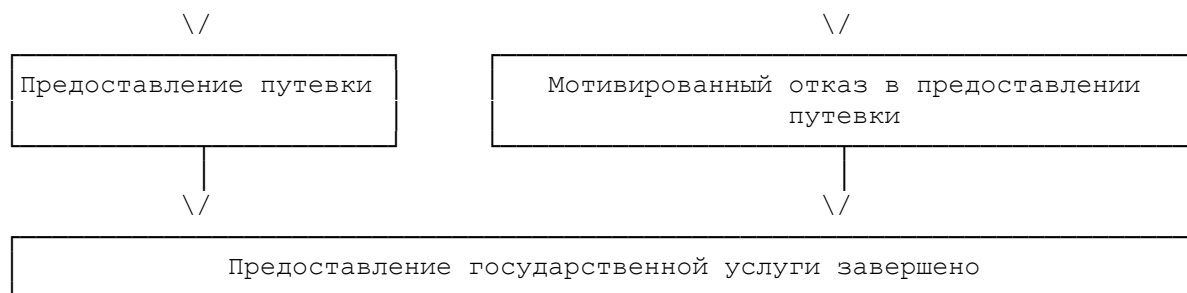 \/ \/
Предоставление путевки
Мотивированный отказ в предоставлении
путевки
\/ \/
Предоставление государственной услуги завершено